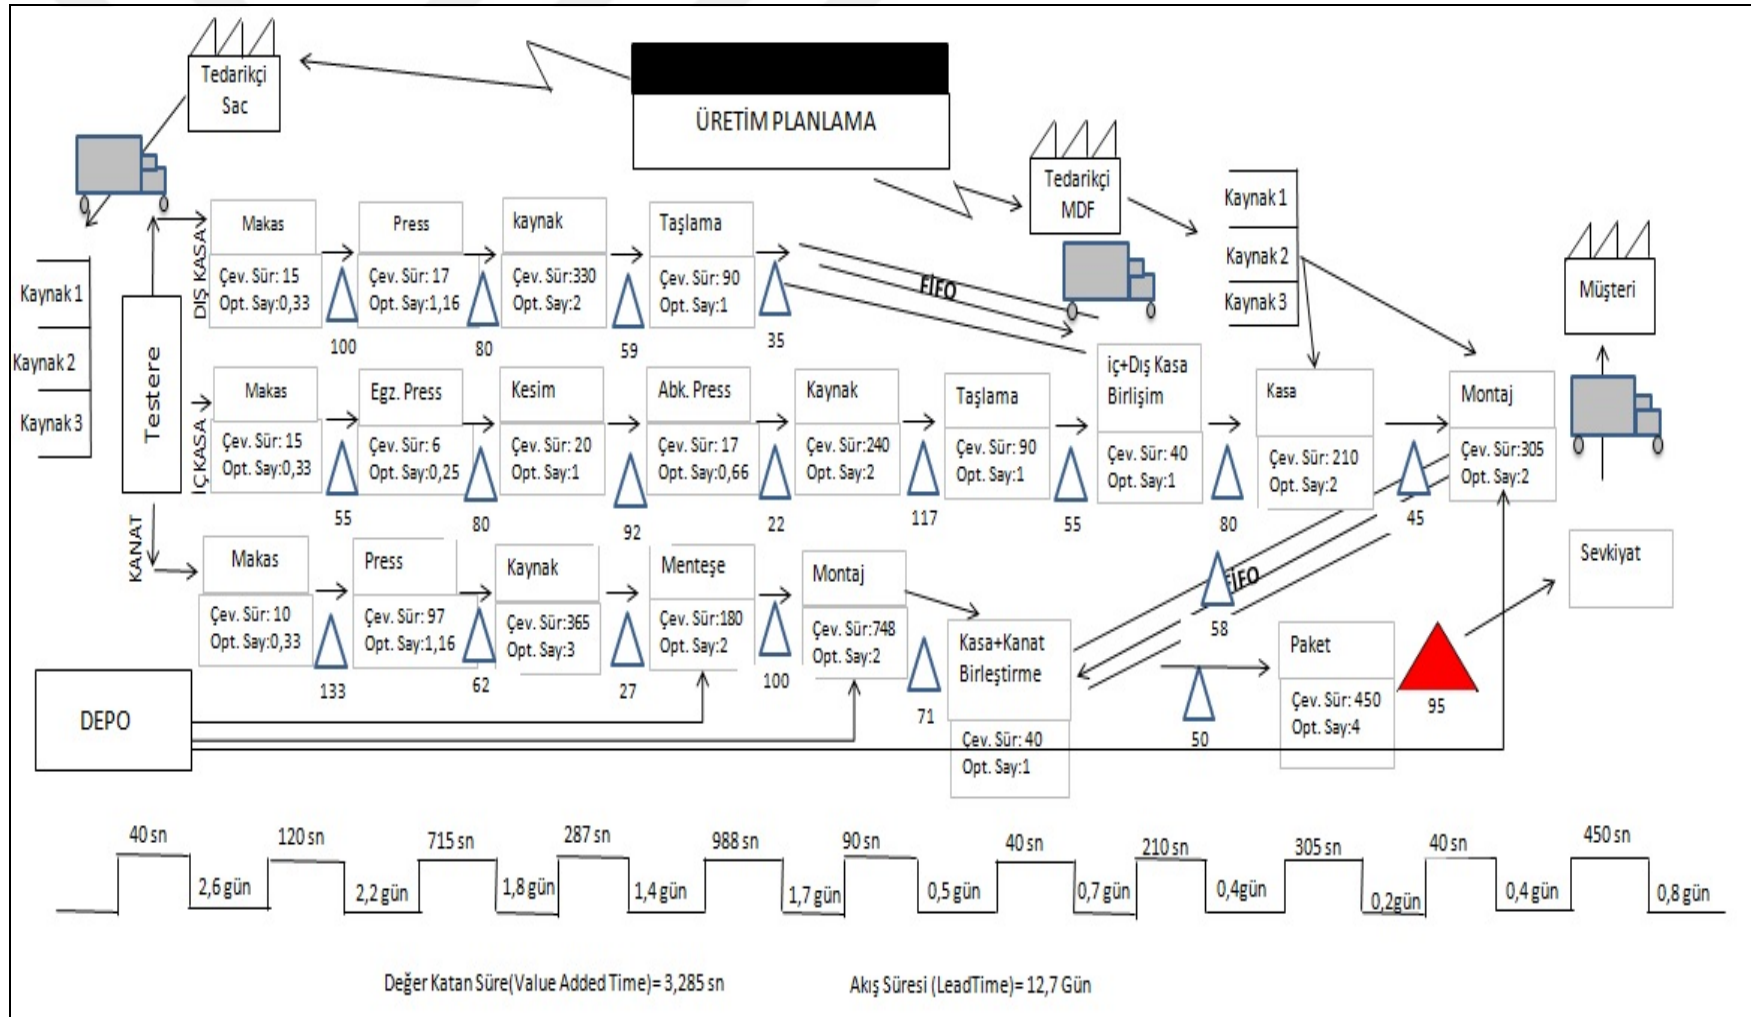 Tedarikçi
Sac
ÜRETİM PLANLAMA
Tedarikçi
MDF
Kaynak 1
Kaynak 2
Kaynak 3
Müşteri
Kaynak 1
Kaynak 2
Kaynak 3
Testere
DIŞ KASA
Makas
Çev. Sür: 15
Opt. Say:0,33
100
Press
Çev. Sür: 17
Opt. Say:1,16
80
kaynak
Çev. Sür:330
Opt. Say:2
59
Taşlama
Çev. Sür: 90
Opt. Say:1
35
FİFO
İÇ KASA
Makas
Çev. Sür: 15
Opt. Say:0,33
55
Egz. Press
Çev. Sür: 6
Opt. Say:0,25
80
Kesim
Çev. Sür: 20
Opt. Say:1
92
Abk. Press
Çev. Sür: 17
Opt. Say:0,66
22
Kaynak
Çev. Sür:240
Opt. Say:2
117
Taşlama
Çev. Sür: 90
Opt. Say:1
55
iç+Dış Kasa
Birlişim
Çev. Sür: 40
Opt. Say:1
80
Kasa
Çev. Sür: 210
Opt. Say:2
45
Montaj
Çev. Sür:305
Opt. Say:2
KANAT
Makas
Çev. Sür: 10
Opt. Say:0,33
133
Press
Çev. Sür: 97
Opt. Say:1,16
62
Kaynak
Çev. Sür:365
Opt. Say:3
27
Menteşe
Çev. Sür:180
Opt. Say:2
100
Montaj
Çev. Sür:748
Opt. Say:2
71
Kasa+Kanat
Birleştirme
Çev. Sür: 40
Opt. Say:1
FİFO
58
50
Paket
Çev. Sür: 450
Opt. Say:4
95
Sevkiyat
DEPO
40 sn
120 sn
715 sn
287 sn
988 sn
90 sn
40 sn
210 sn
305 sn
40 sn
450 sn
2,6 gün
2,2 gün
1,8 gün
1,4 gün
1,7 gün
0,5 gün
0,7 gün
0,4gün
0,2gün
0,4 gün
0,8 gün
Değer Katan Süre(Value Added Time)= 3,285 sn
Akış Süresi (LeadTime)= 12,7 Gün